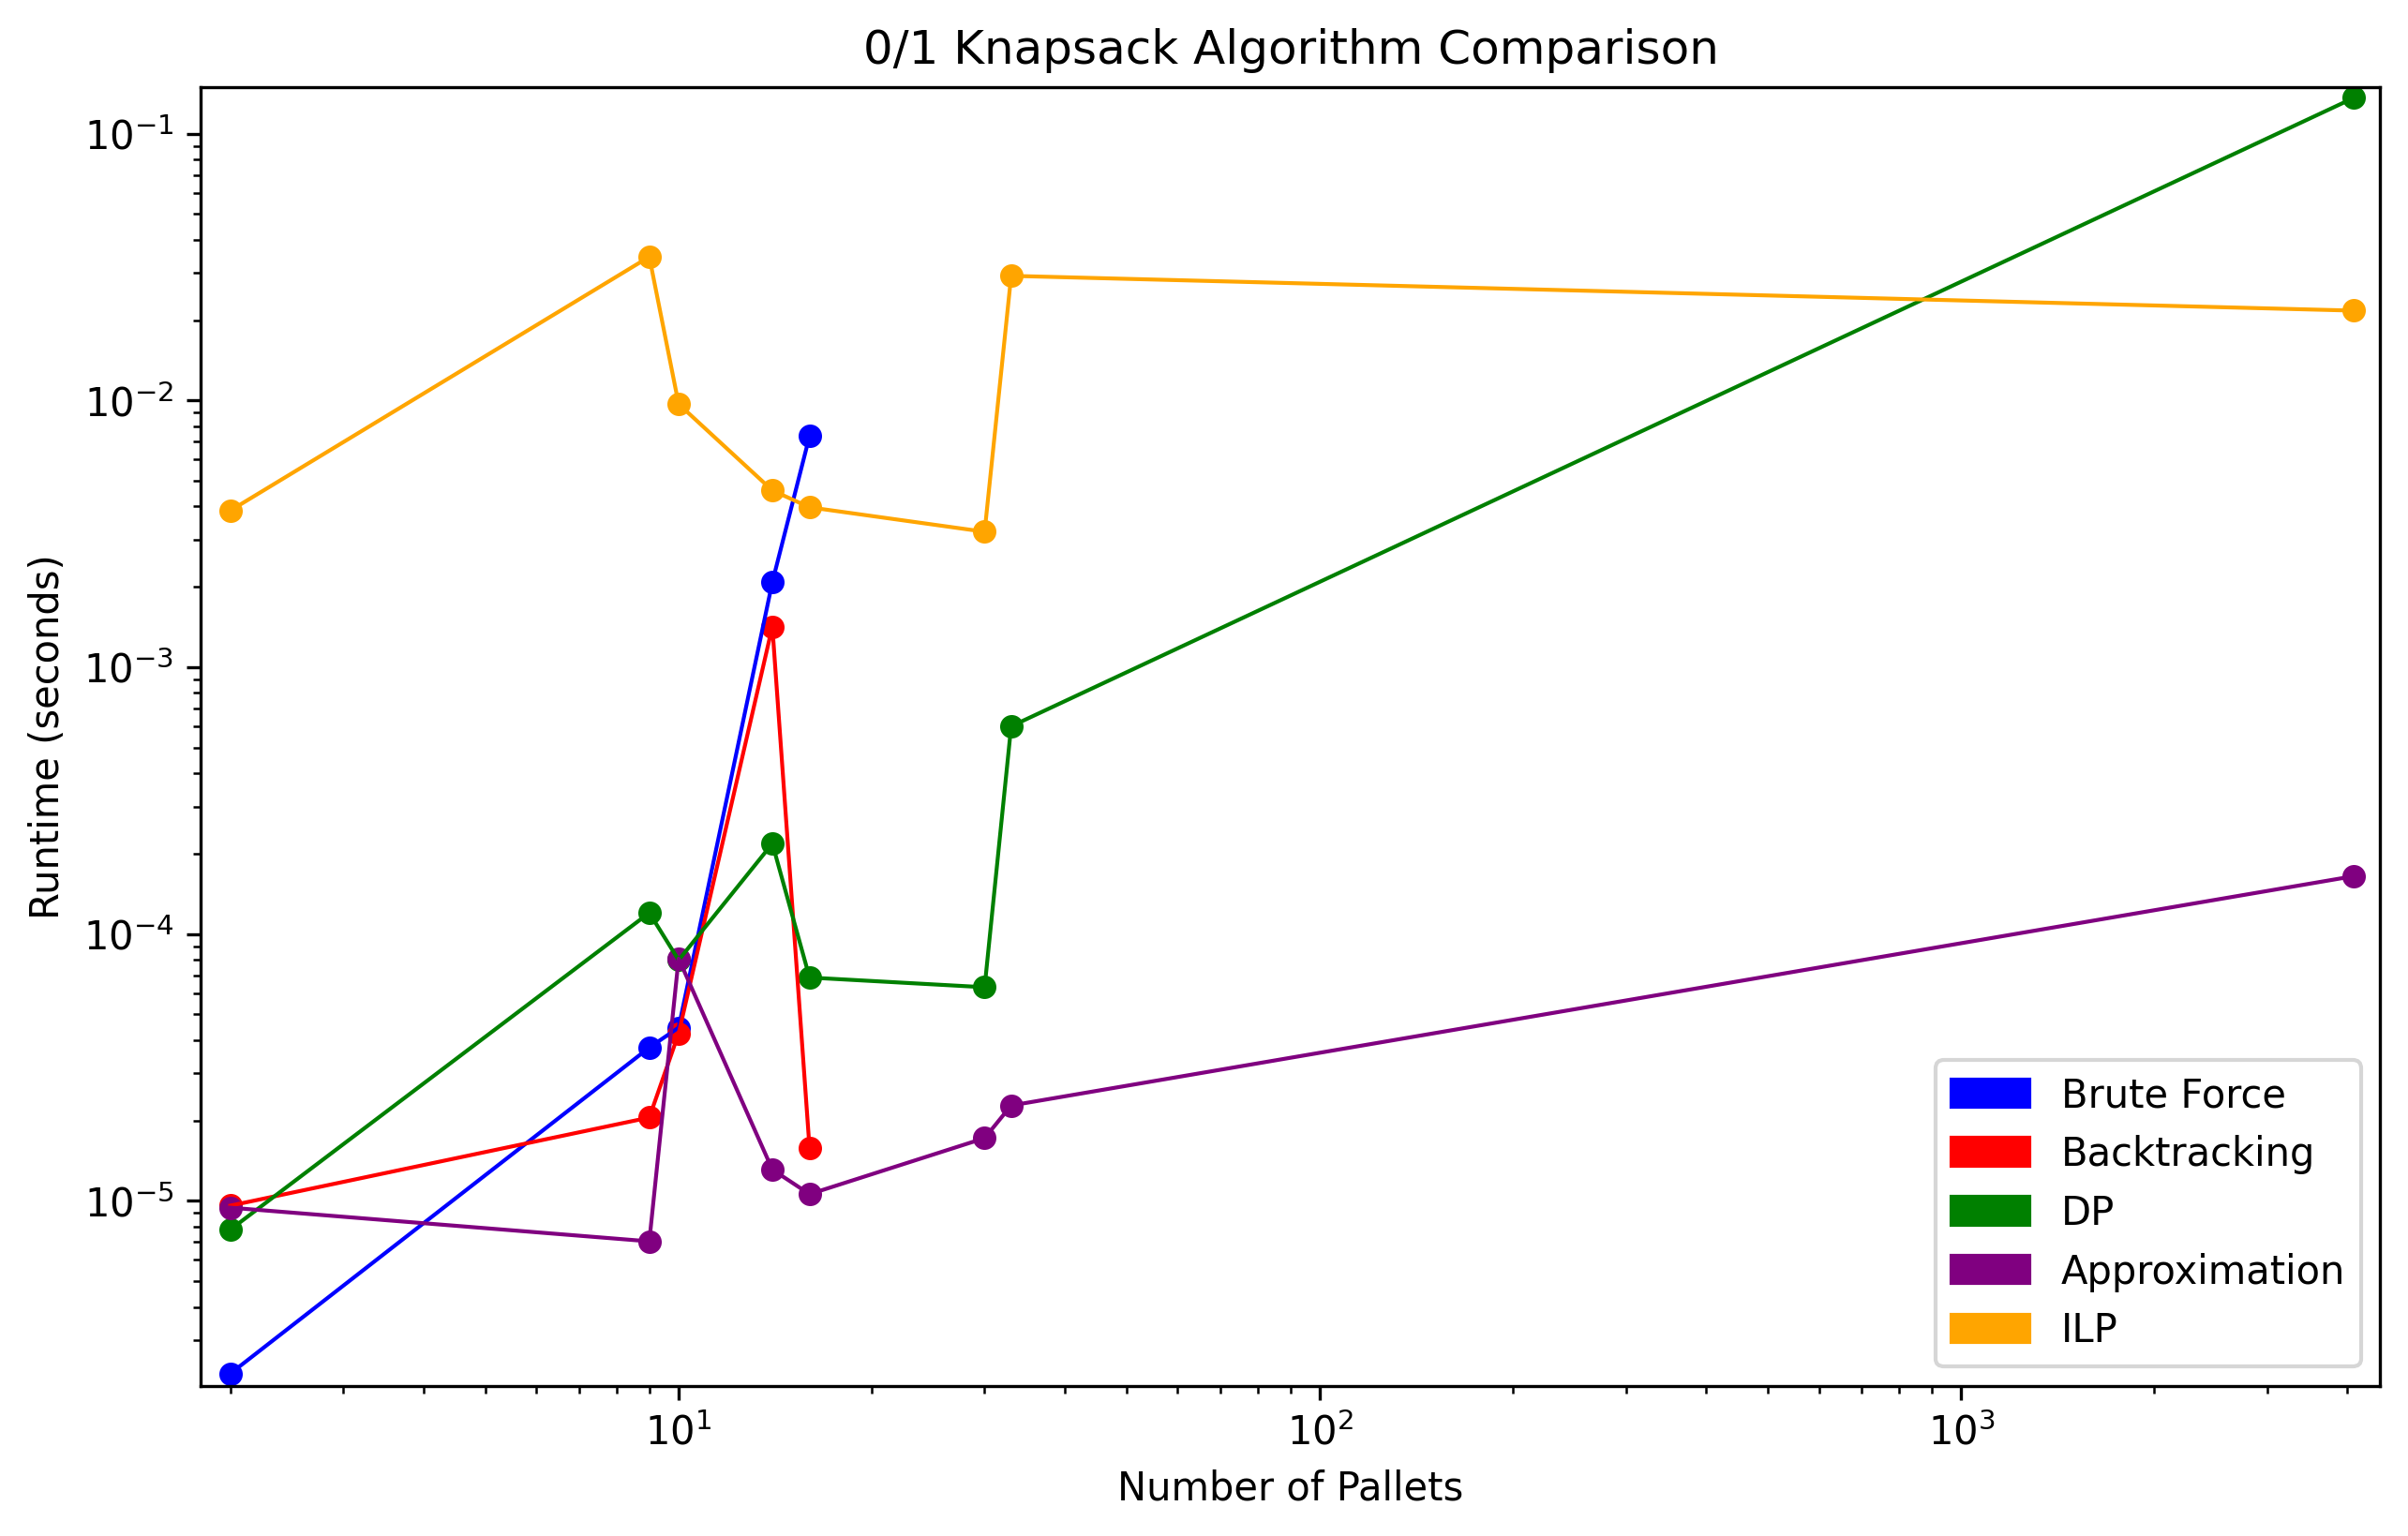 0/1 Knapsack Algorithm Comparison
Runtime (seconds)
10⁻¹
10⁻²
10⁻³
10⁻⁴
10⁻⁵
10¹
10²
10³
Number of Pallets
Brute Force
Backtracking
DP
Approximation
ILP